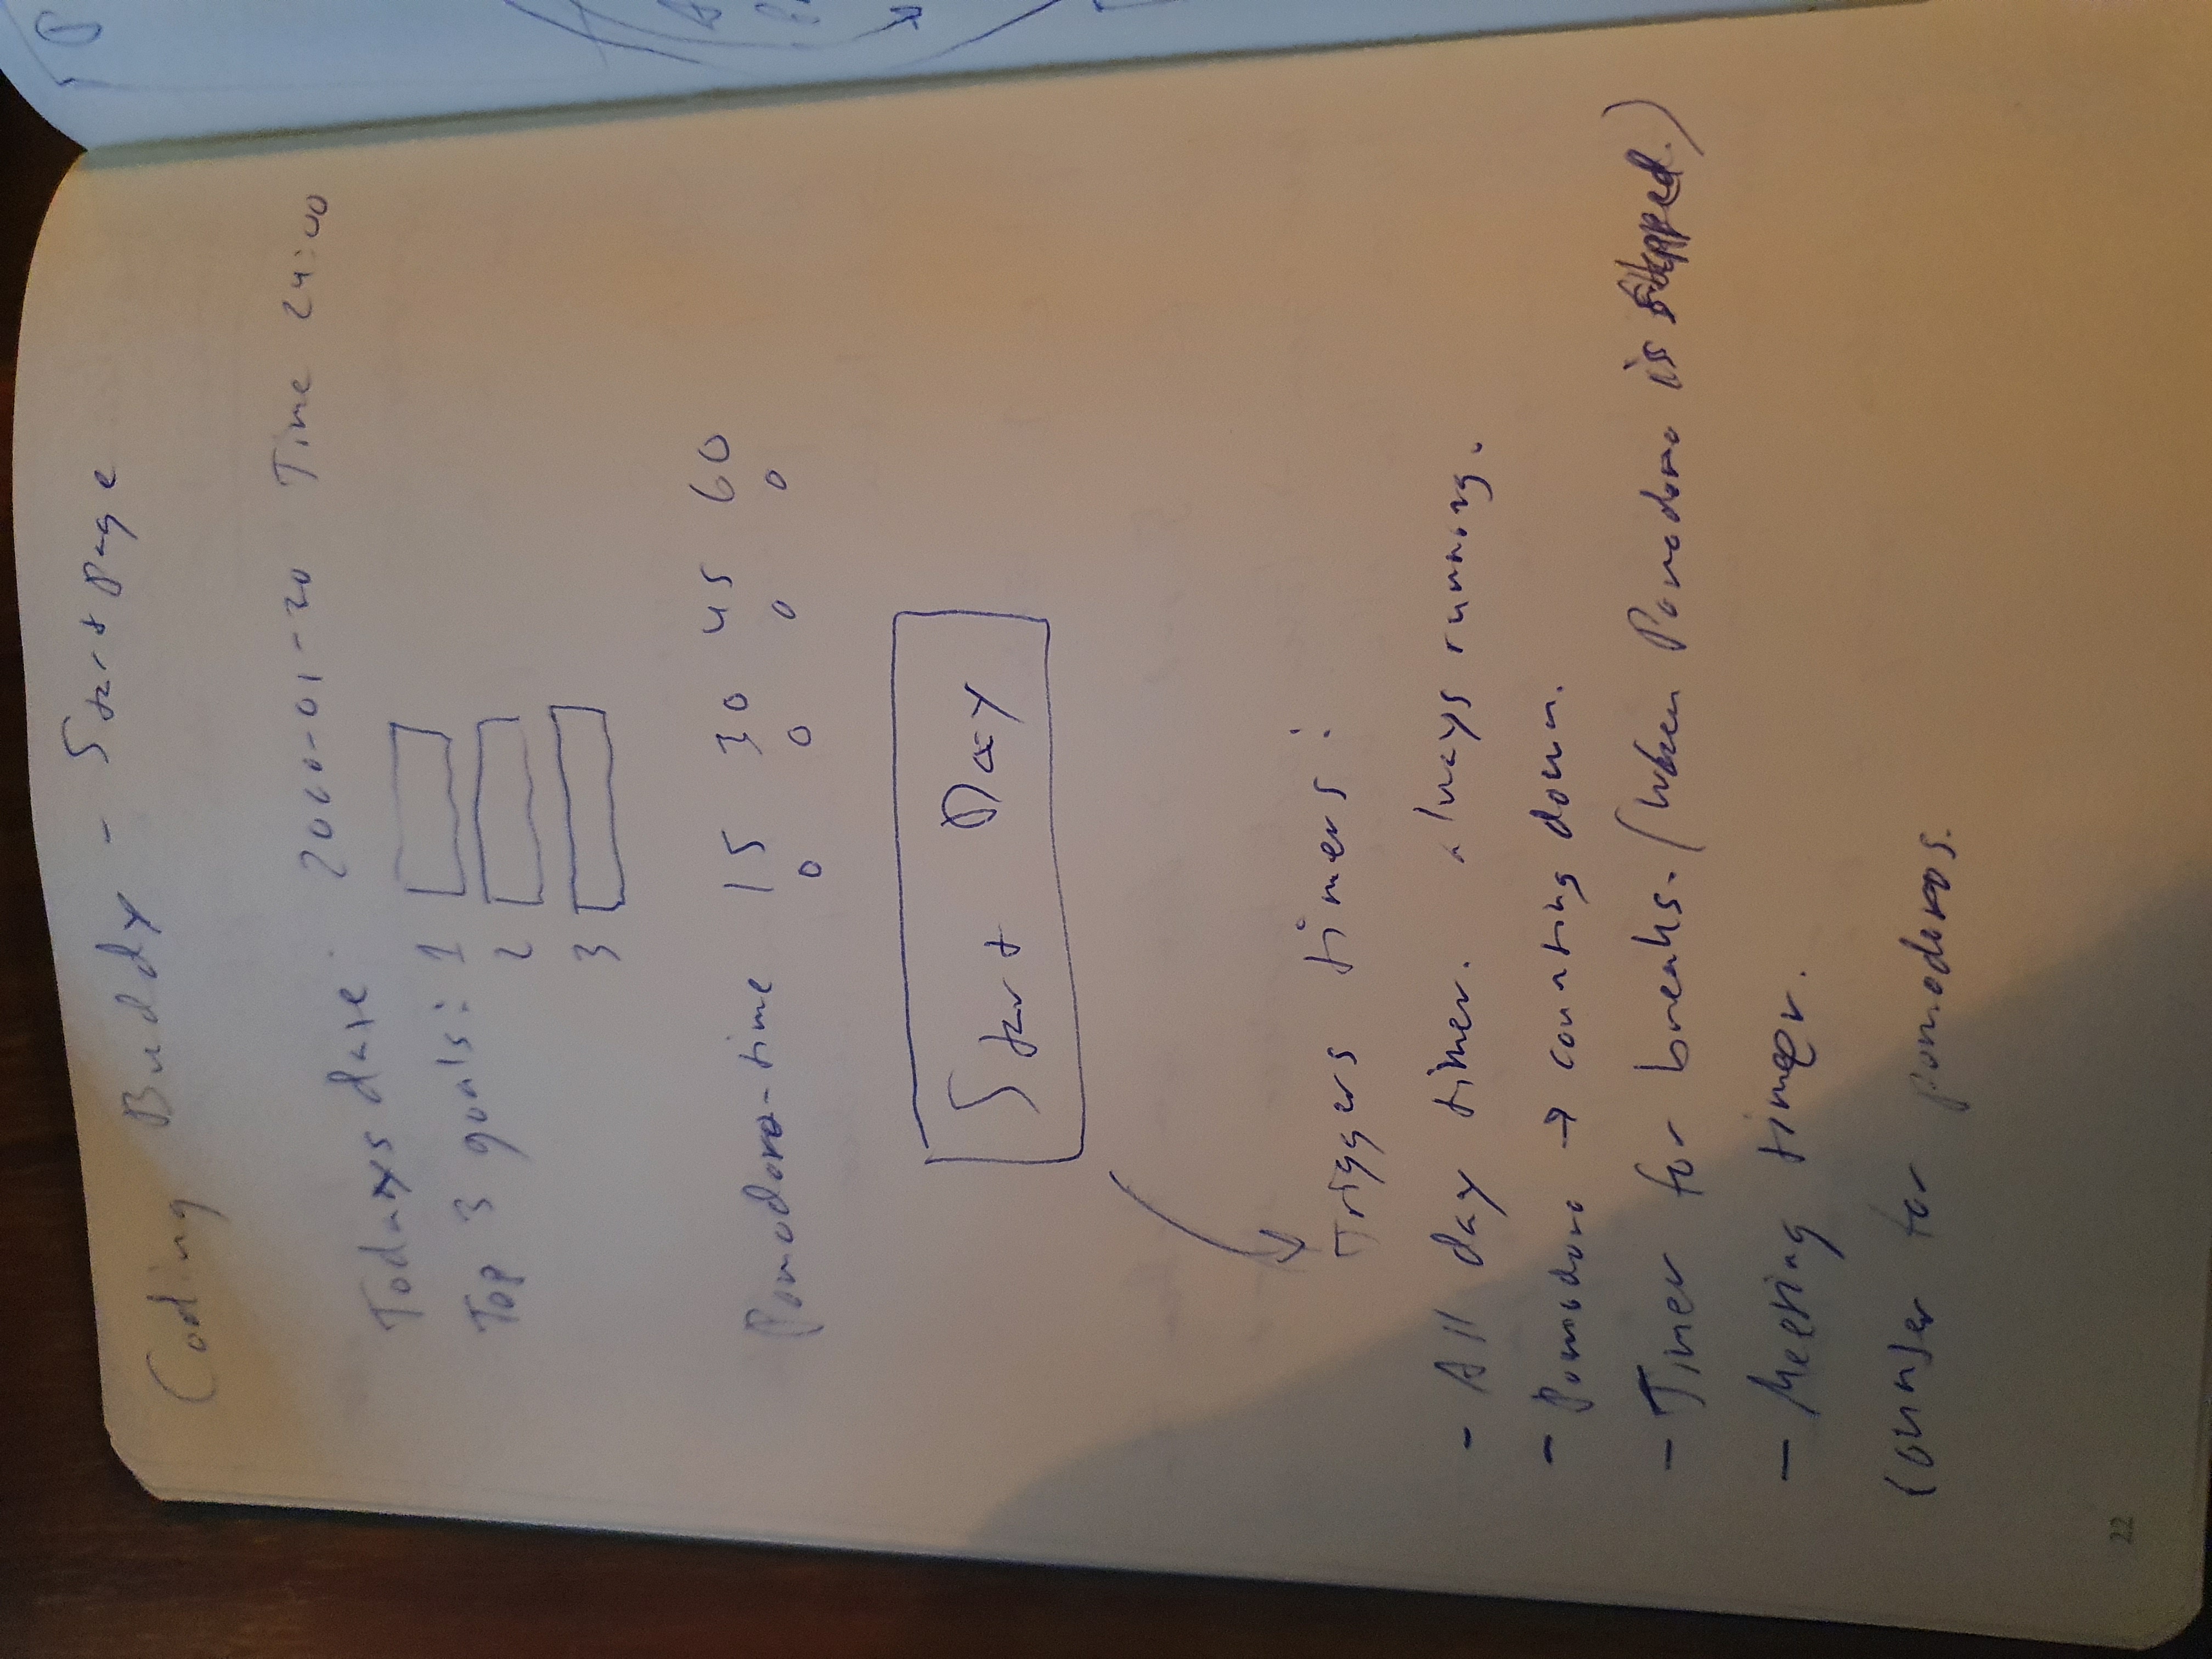 Coding Buddy - Startpage
Todays date: 2000-01-30 Time 24:00
Top 3 goals: 1
2
3
Pomodoro-time 15 30 45 60
Start Day
Triggers timers:
- All day timer. always running.
- Pomodoro → counting down.
- Timer for breaks. (When Pomodoro is stopped.)
- Meeting timer.
Counter for pomodoros.
22